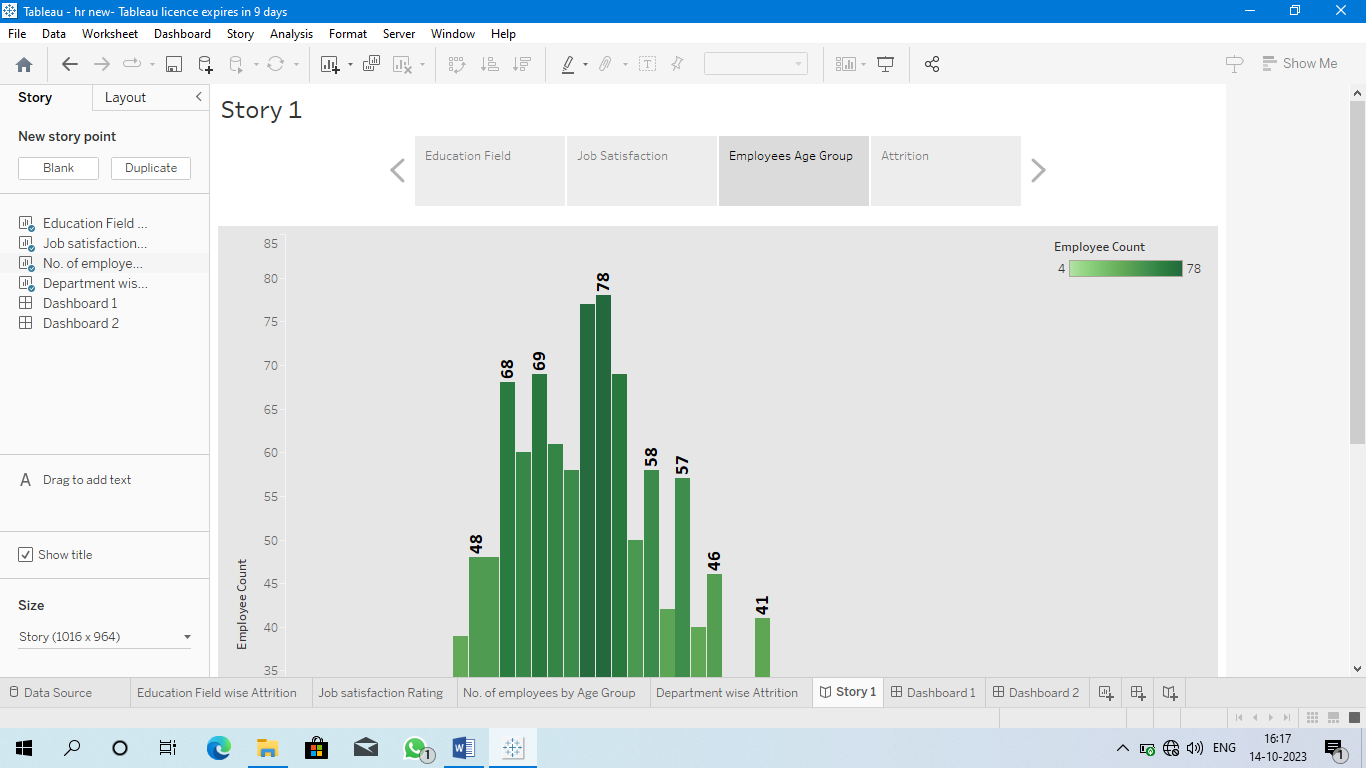 Tableau - hr new- Tableau licence expires in 9 days
File Data Worksheet Dashboard Story Analysis Format Server Window Help
Show Me
Story Layout
New story point
Blank Duplicate
Education Field ...
Job satisfaction...
No. of employe...
Department wis...
Dashboard 1
Dashboard 2
A Drag to add text
Show title
Size
Story (1016 x 964)
Story 1
Education Field Job Satisfaction Employees Age Group Attrition
Employee Count
4 78
85
80
75
70
65
60
55
50
45
40
35
Employee Count
48
68
69
78
58
57
46
41
Data Source Education Field wise Attrition Job satisfaction Rating No. of employees by Age Group Department wise Attrition Story 1 Dashboard 1 Dashboard 2
1
W
ENG
16:17
14-10-2023
1